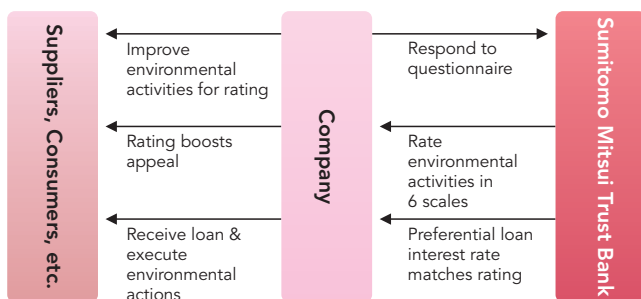 Suppliers, Consumers, etc.
Improve
environmental
activities for rating
Rating boosts
appeal
Receive loan &
execute
environmental
actions
Company
Respond to
questionnaire
Rate
environmental
activities in
6 scales
Preferential loan
interest rate
matches rating
Sumitomo Mitsui Trust Bank